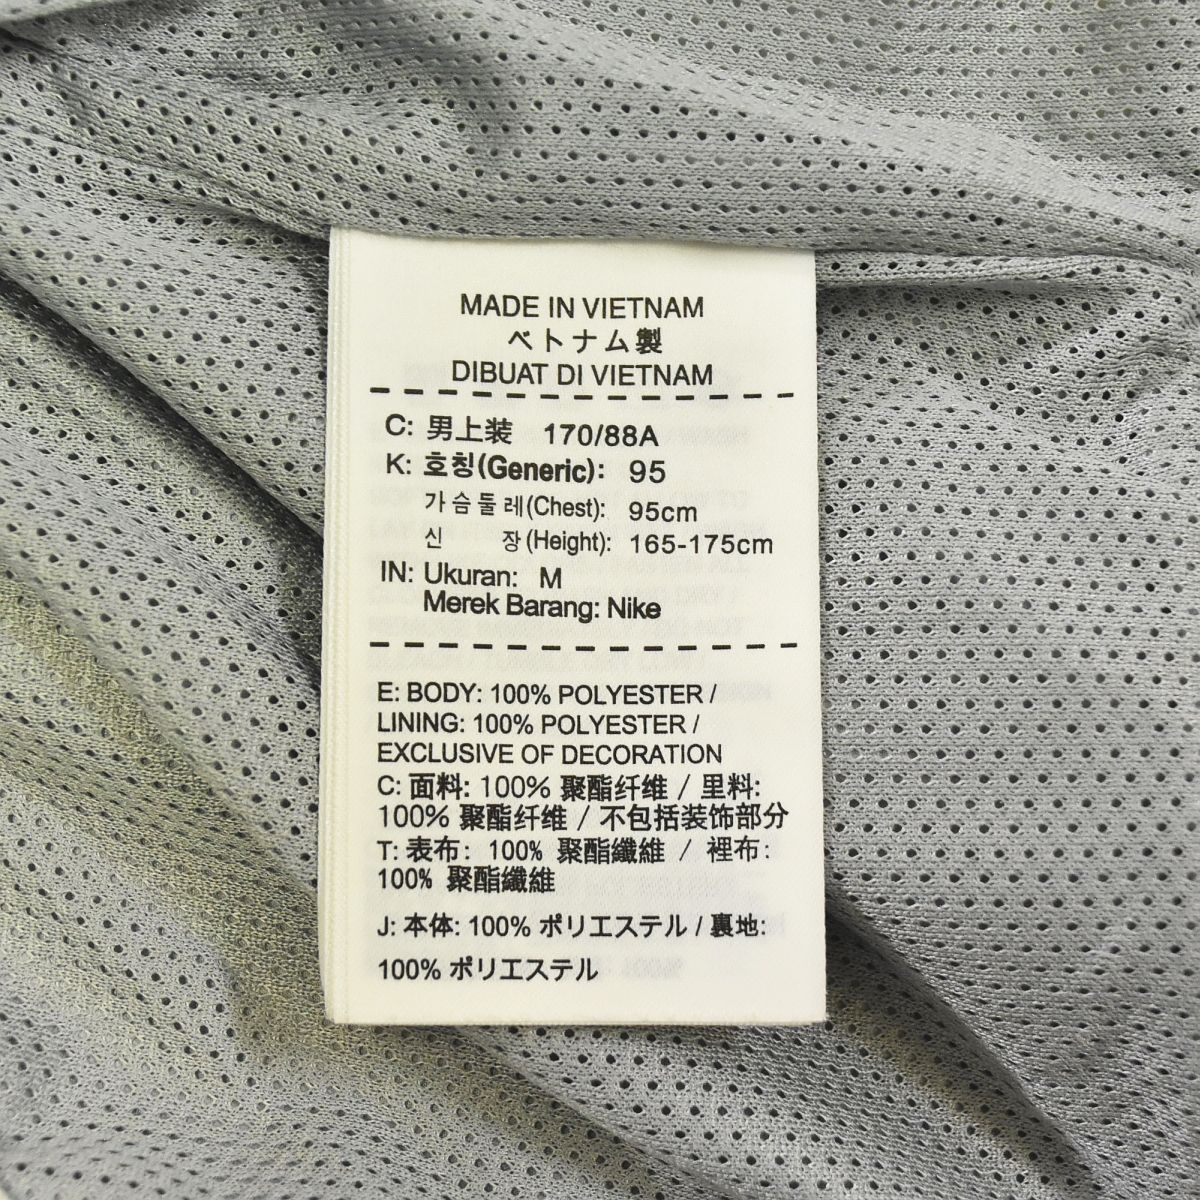 MADE IN VIETNAM
ベトナム製
DIBUAT DI VIETNAM
C: 男上装 170/88A
K: 호칭(Generic): 95
가슴둘레(Chest): 95cm
신 장(Height): 165-175cm
IN: Ukuran: M
Merek Barang: Nike
E: BODY: 100% POLYESTER /
LINING: 100% POLYESTER /
EXCLUSIVE OF DECORATION
C: 面料: 100% 聚酯纤维 / 里料:
100% 聚酯纤维 / 不包括装饰部分
T: 表布: 100% 聚酯纖維 / 裡布:
100% 聚酯纖維
J: 本体: 100% ポリエステル / 裏地:
100% ポリエステル